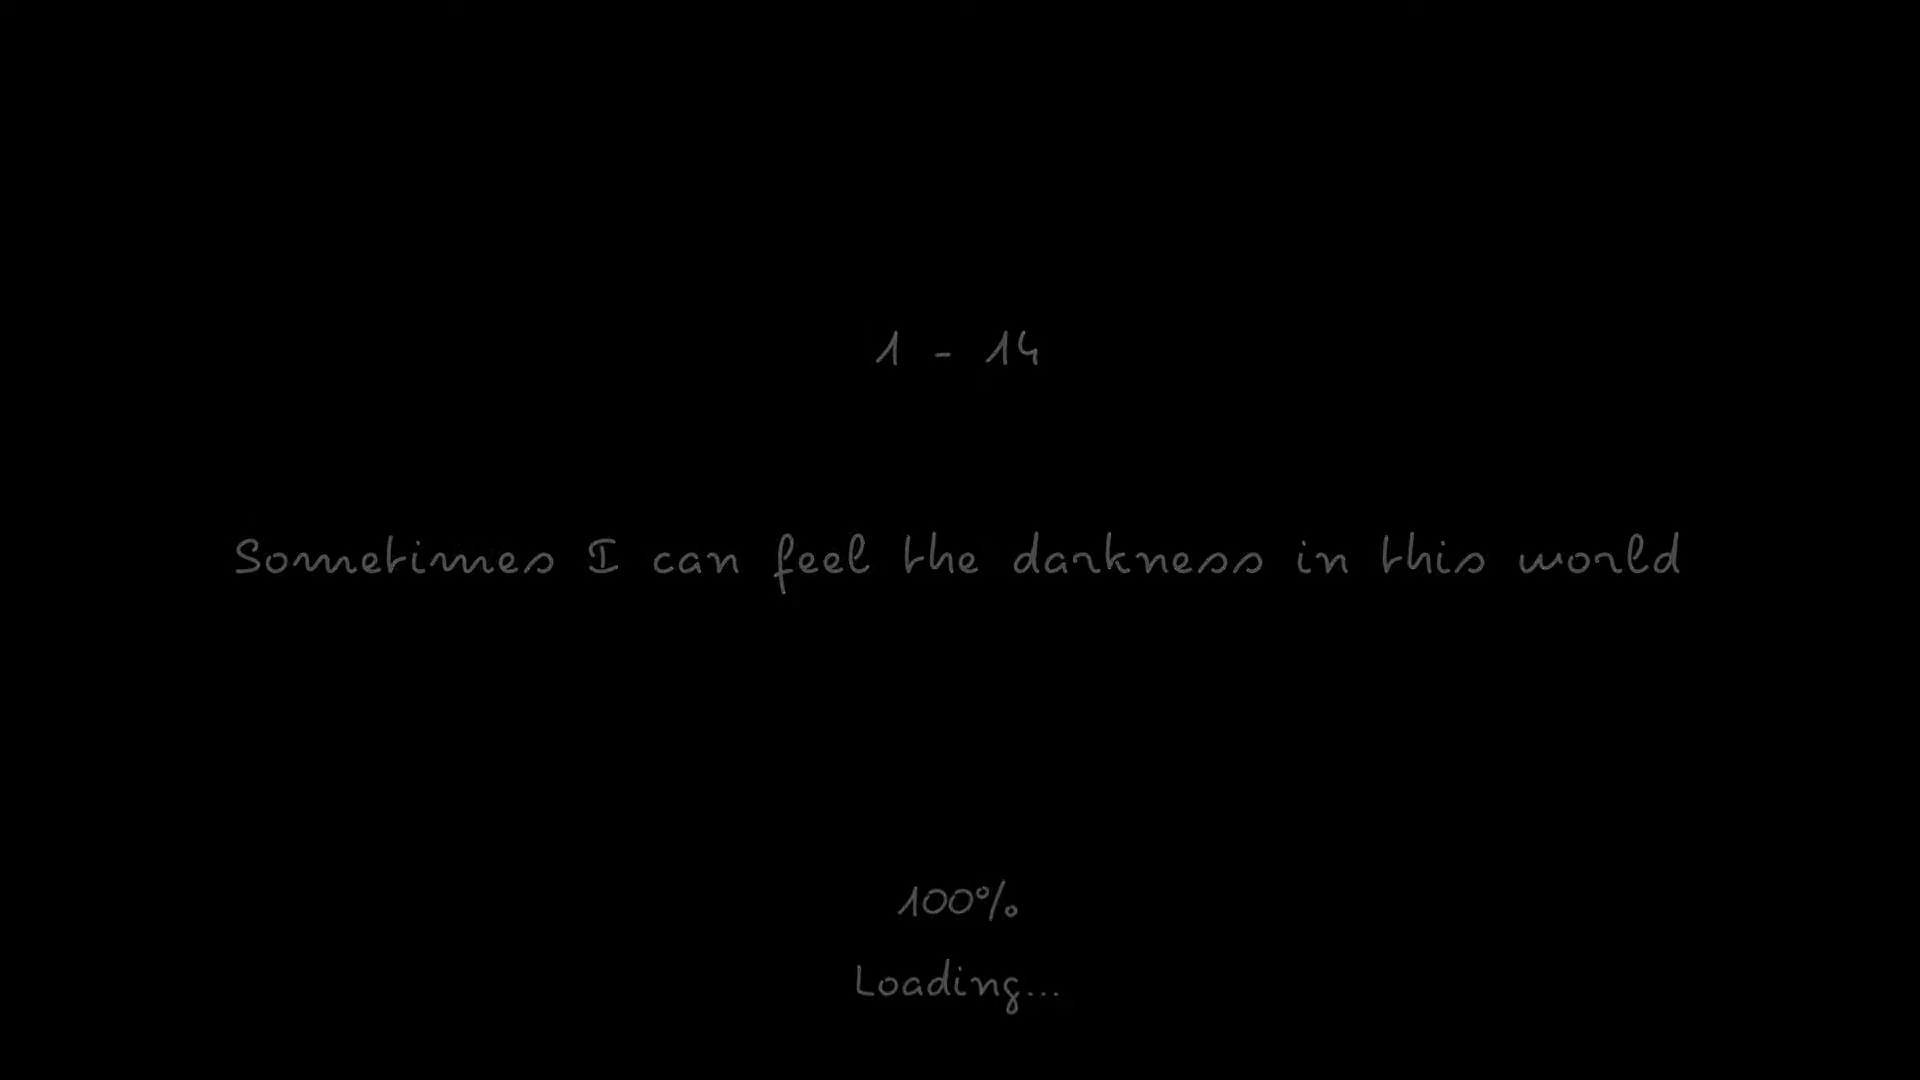 1 - 14
Sometimes I can feel the darkness in this world
100%
Loading...